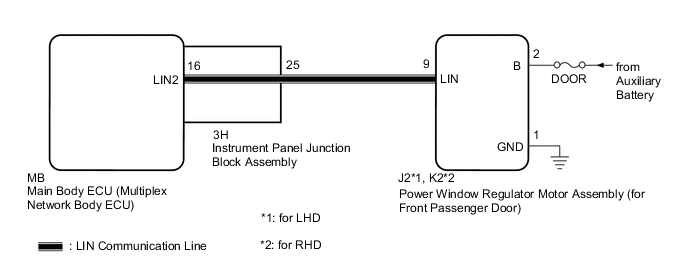 16
25
9
2
LIN2
LIN
B
DOOR
from
Auxiliary
Battery
1
GND
3H
Instrument Panel Junction
Block Assembly
MB
Main Body ECU (Multiplex
Network Body ECU)
J2*1, K2*2
Power Window Regulator Motor Assembly (for
Front Passenger Door)
*1: for LHD
*2: for RHD
: LIN Communication Line